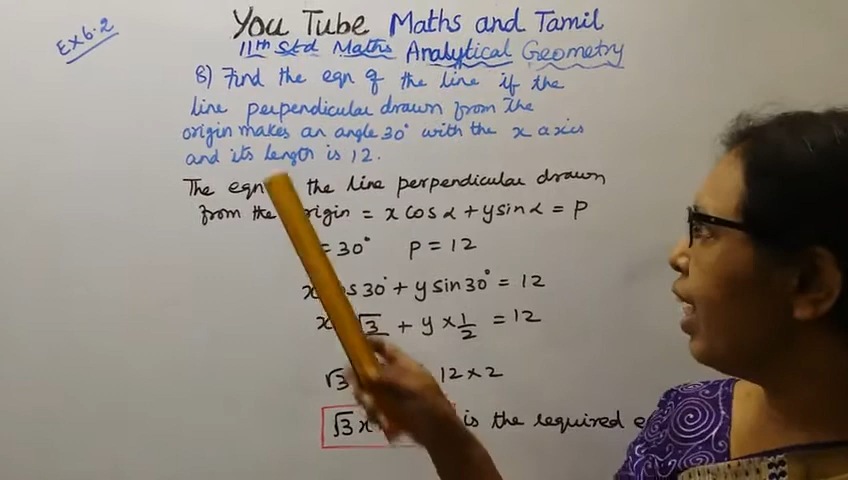 Ex 6.2
You Tube Maths and Tamil
11th Std Maths Analytical Geometry
8) Find the eqn of the line if the
line perpendicular drawn from the
origin makes an angle 30° with the x axis
and its length is 12.
The eqn the line perpendicular drawn
from the rigin = x cos α + y sin α = P
= 30° P = 12
x os 30° + y sin 30° = 12
x √3 + y × 1/2 = 12
√3 12 × 2
√3 x is the required e